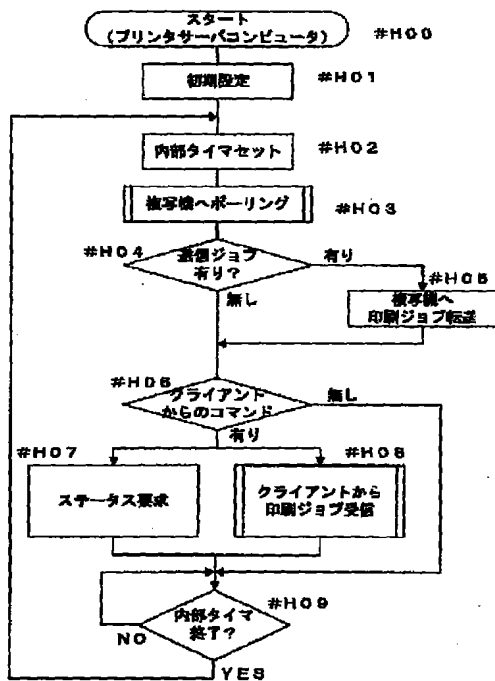 スタート
(プリンタサーバコンピュータ)
#H00
初期設定
#H01
内部タイマセット
#H02
複写機へポーリング
#H03
#H04
送信ジョブ
有り?
有り
無し
#H05
複写機へ
印刷ジョブ転送
#H06
クライアント
からのコマンド
無し
有り
#H07
ステータス要求
#H08
クライアントから
印刷ジョブ受信
内部タイマ
終了?
#H09
NO
YES